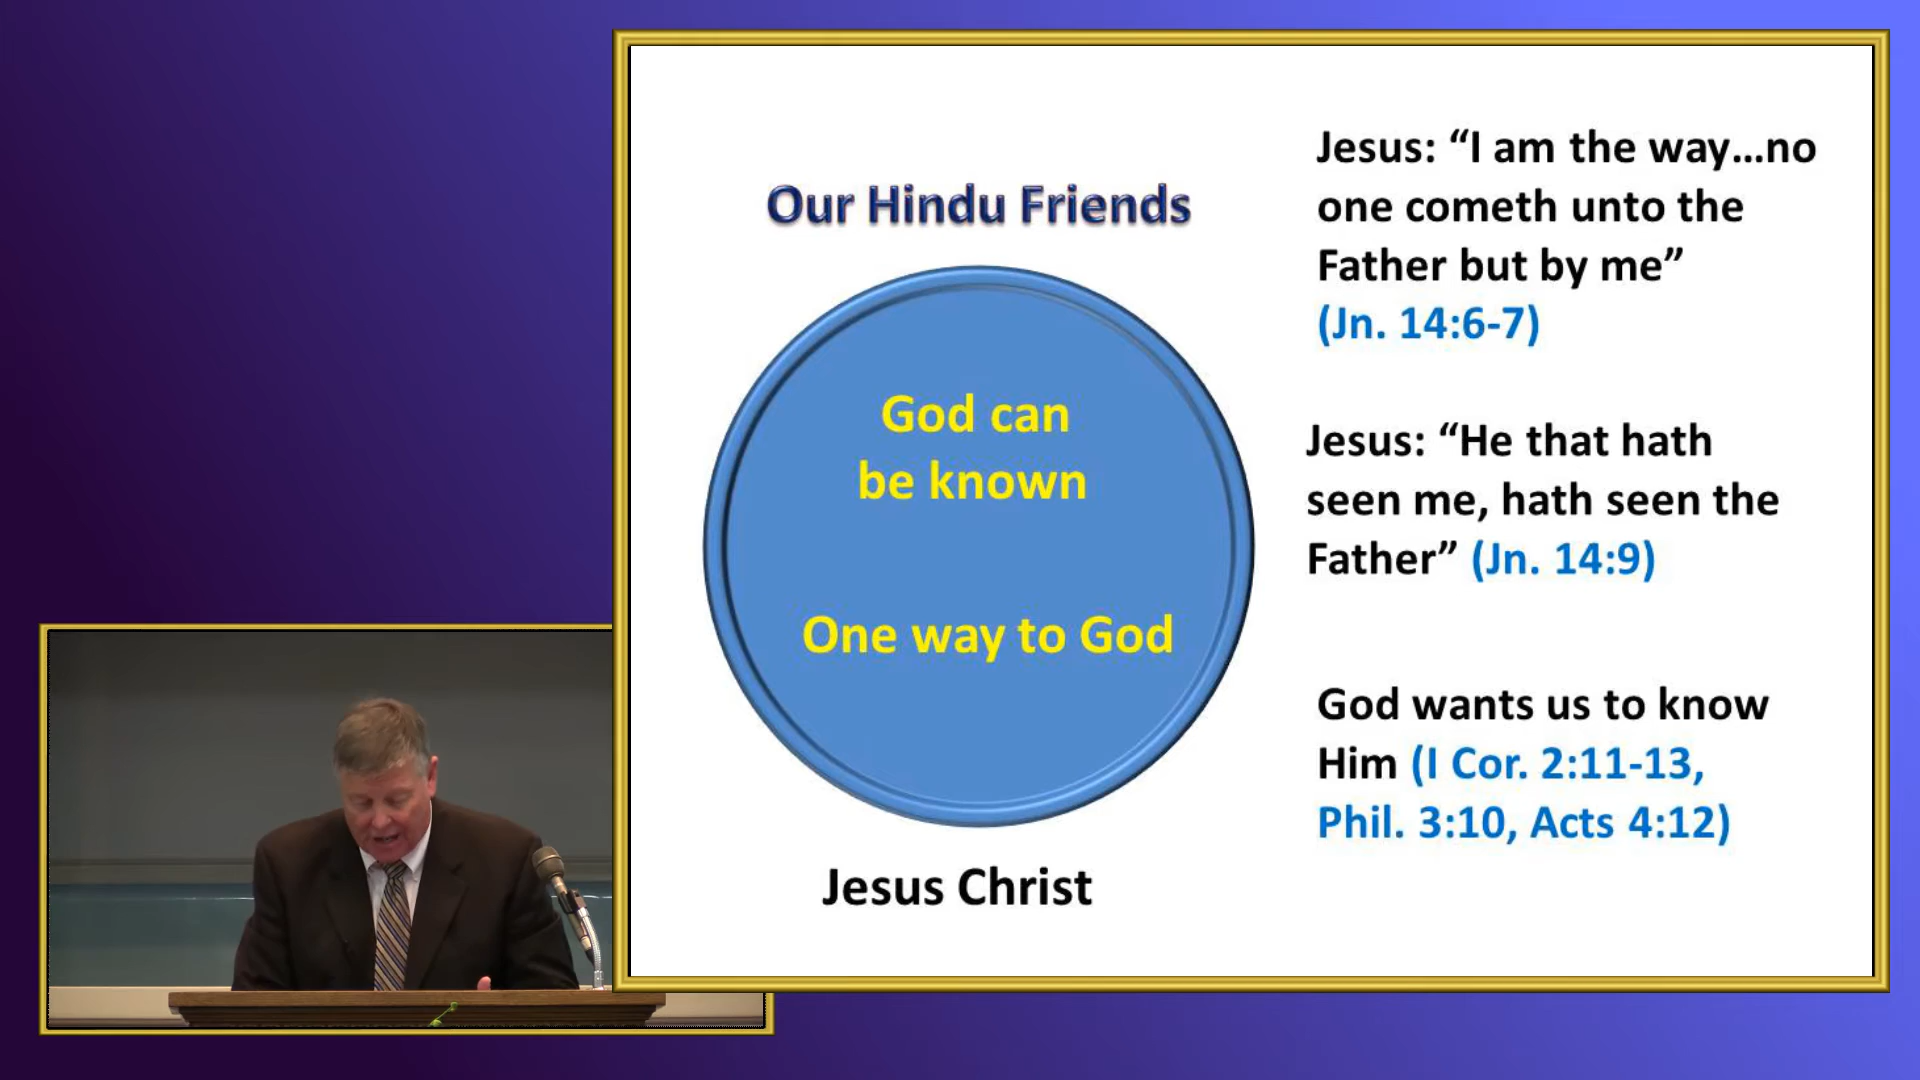 Our Hindu Friends
God can
be known
One way to God
Jesus Christ
Jesus: “I am the way…no
one cometh unto the
Father but by me”
(Jn. 14:6-7)
Jesus: “He that hath
seen me, hath seen the
Father” (Jn. 14:9)
God wants us to know
Him (I Cor. 2:11-13,
Phil. 3:10, Acts 4:12)